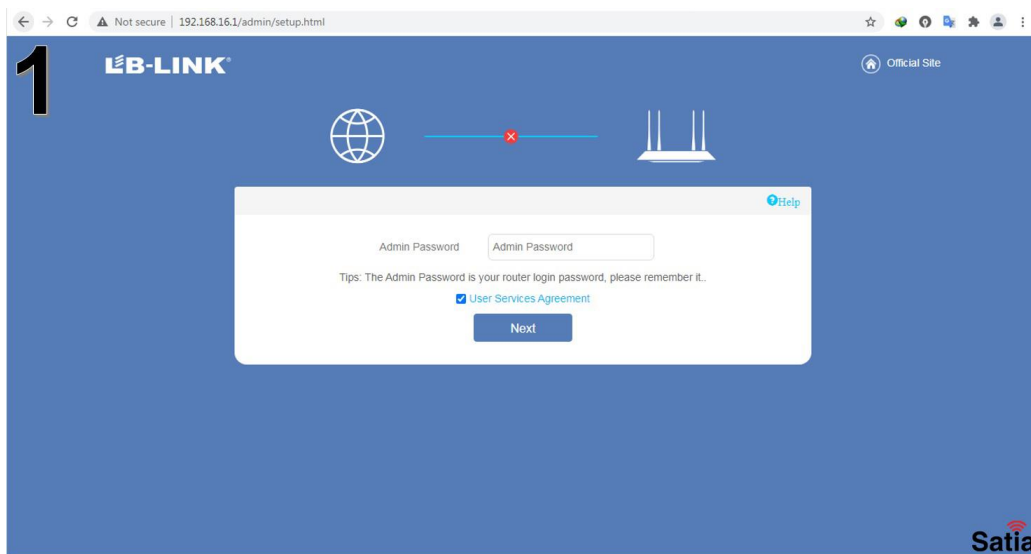 Not secure | 192.168.16.1/admin/setup.html
1
LB-LINK®
Official Site
Help
Admin Password
Admin Password
Tips: The Admin Password is your router login password, please remember it..
User Services Agreement
Next
Satia